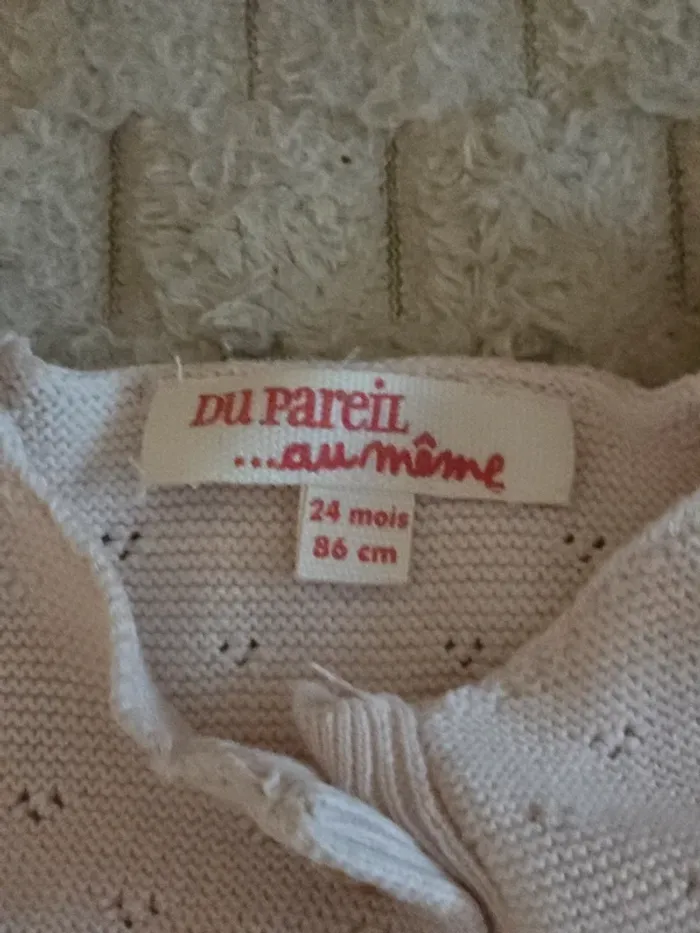 DU PAREIL
...au même
24 mois
86 cm